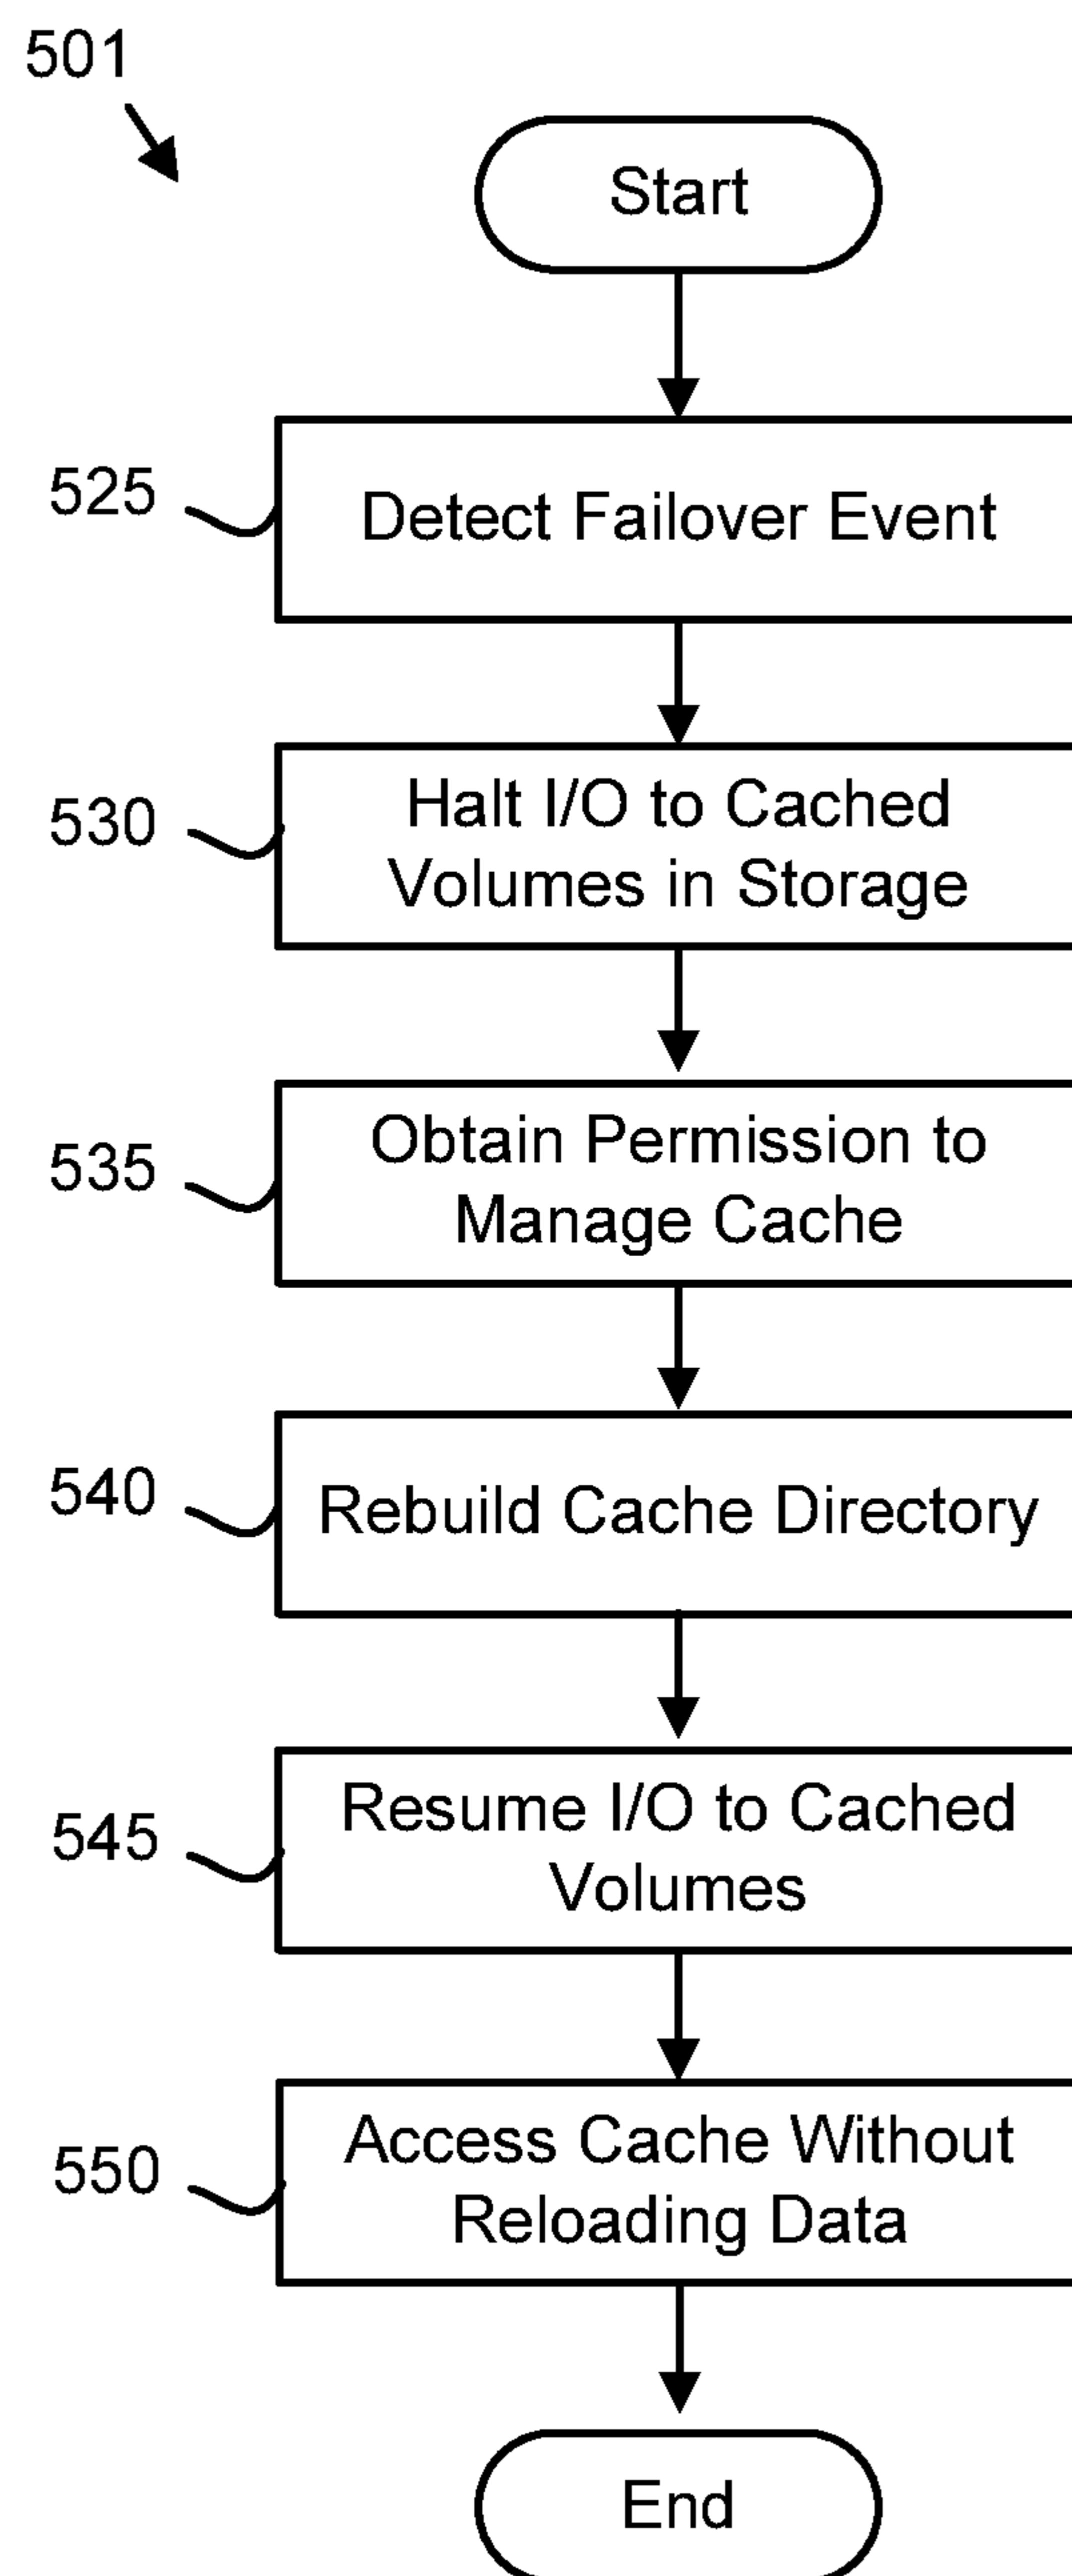 501
Start
525
Detect Failover Event
530
Halt I/O to Cached
Volumes in Storage
535
Obtain Permission to
Manage Cache
540
Rebuild Cache Directory
545
Resume I/O to Cached
Volumes
550
Access Cache Without
Reloading Data
End